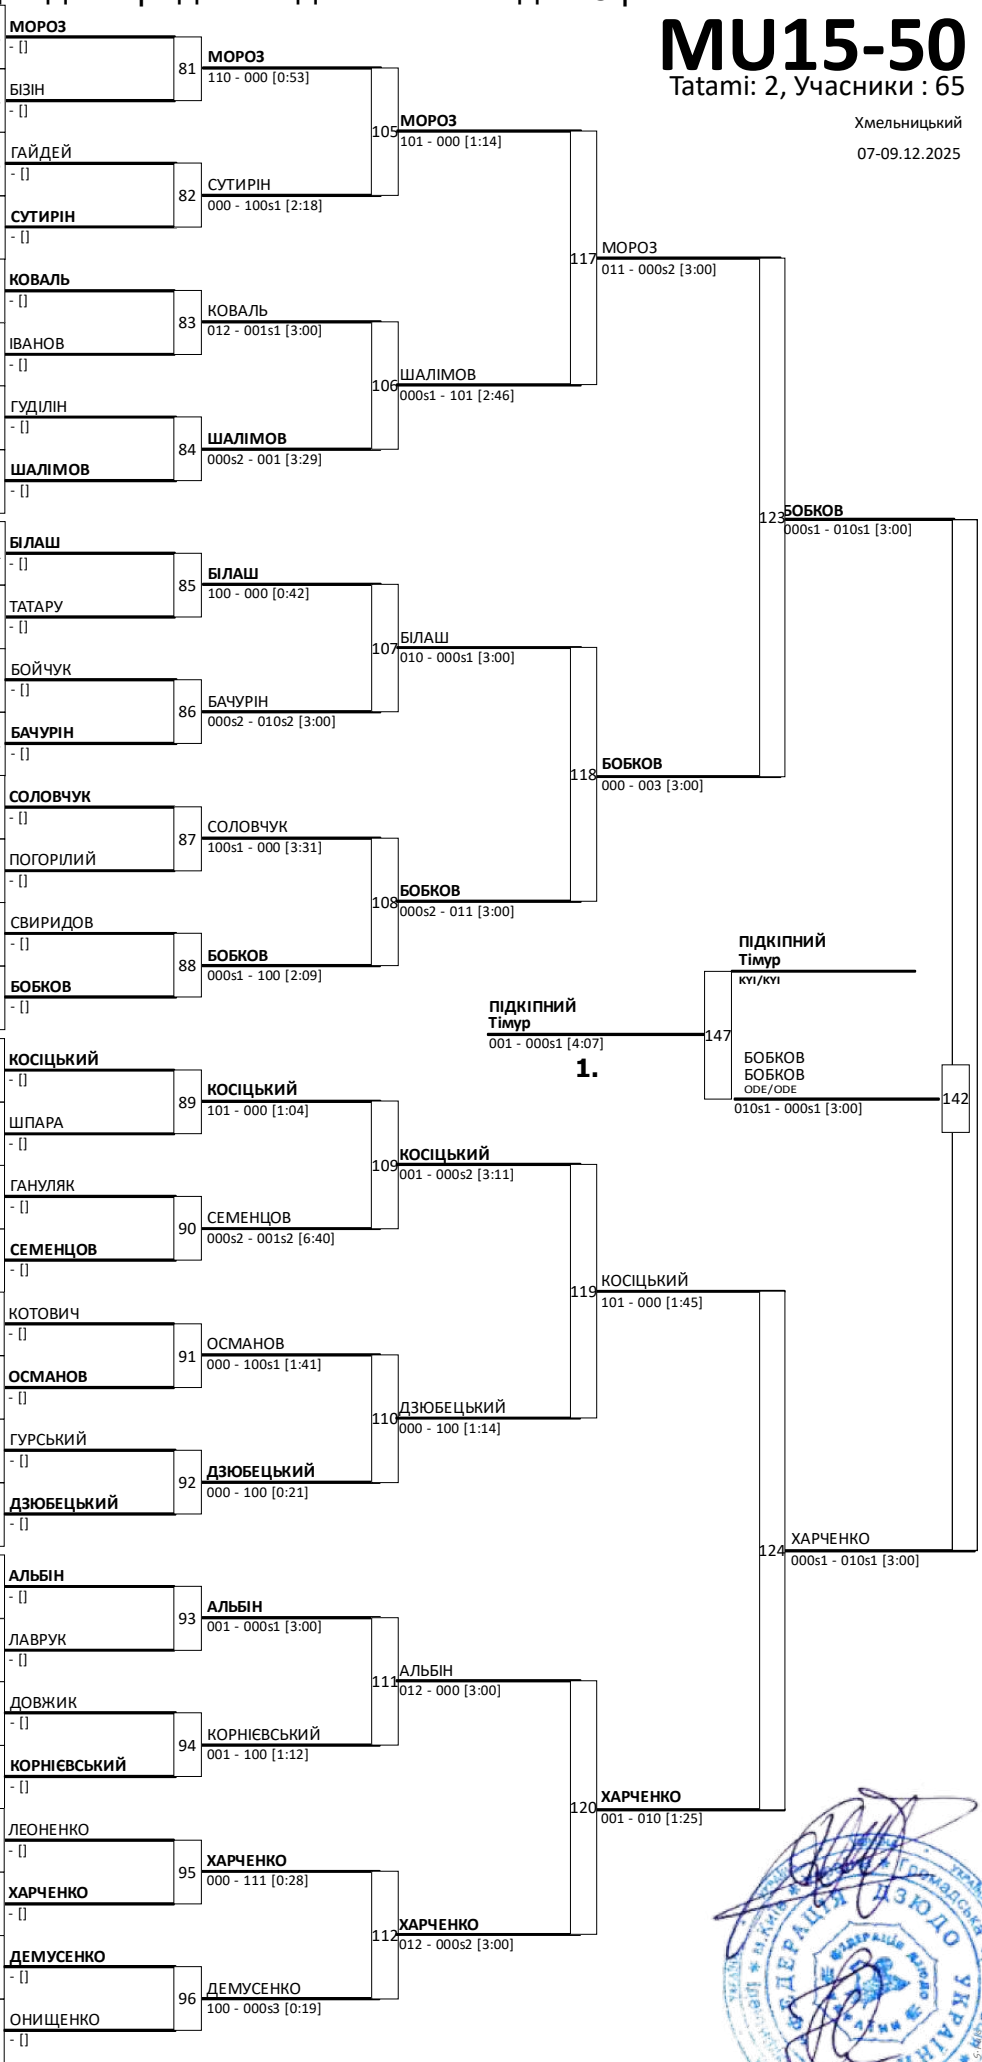 MU15-50
Tatami: 2, Учасники : 65
Хмельницький
07-09.12.2025
МОРОЗ
- []
81
БІЗІН
- []
МОРОЗ
110 - 000 [0:53]
105
ГАЙДЕЙ
- []
82
СУТИРІН
- []
СУТИРІН
000 - 100s1 [2:18]
МОРОЗ
101 - 000 [1:14]
117
КОВАЛЬ
- []
83
ІВАНОВ
- []
КОВАЛЬ
012 - 001s1 [3:00]
106
ГУДІЛІН
- []
84
ШАЛІМОВ
- []
ШАЛІМОВ
000s2 - 001 [3:29]
ШАЛІМОВ
000s1 - 101 [2:46]
МОРОЗ
011 - 000s2 [3:00]
123
БІЛАШ
- []
85
ТАТАРУ
- []
БІЛАШ
100 - 000 [0:42]
107
БОЙЧУК
- []
86
БАЧУРІН
- []
БАЧУРІН
000s2 - 010s2 [3:00]
БІЛАШ
010 - 000s1 [3:00]
118
СОЛОВЧУК
- []
87
ПОГОРІЛИЙ
- []
СОЛОВЧУК
100s1 - 000 [3:31]
108
СВИРИДОВ
- []
88
БОБКОВ
- []
БОБКОВ
000s1 - 100 [2:09]
БОБКОВ
000s2 - 011 [3:00]
БОБКОВ
000 - 003 [3:00]
БОБКОВ
000s1 - 010s1 [3:00]
ПІДКІПНИЙ
Тімур
KYI/KYI
ПІДКІПНИЙ
Тімур
001 - 000s1 [4:07]
1.
147
БОБКОВ
БОБКОВ
ODE/ODE
010s1 - 000s1 [3:00]
142
КОСІЦЬКИЙ
- []
89
ШПАРА
- []
КОСІЦЬКИЙ
101 - 000 [1:04]
109
ГАНУЛЯК
- []
90
СЕМЕНЦОВ
- []
СЕМЕНЦОВ
000s2 - 001s2 [6:40]
КОСІЦЬКИЙ
001 - 000s2 [3:11]
119
КОТОВИЧ
- []
91
ОСМАНОВ
- []
ОСМАНОВ
000 - 100s1 [1:41]
110
ГУРСЬКИЙ
- []
92
ДЗЮБЕЦЬКИЙ
- []
ДЗЮБЕЦЬКИЙ
000 - 100 [0:21]
ДЗЮБЕЦЬКИЙ
000 - 100 [1:14]
КОСІЦЬКИЙ
101 - 000 [1:45]
124
АЛЬБІН
- []
93
ЛАВРУК
- []
АЛЬБІН
001 - 000s1 [3:00]
111
ДОВЖИК
- []
94
КОРНІЄВСЬКИЙ
- []
КОРНІЄВСЬКИЙ
001 - 100 [1:12]
АЛЬБІН
012 - 000 [3:00]
120
ЛЕОНЕНКО
- []
95
ХАРЧЕНКО
- []
ХАРЧЕНКО
000 - 111 [0:28]
112
ДЕМУСЕНКО
- []
96
ОНИЩЕНКО
- []
ДЕМУСЕНКО
100 - 000s3 [0:19]
ХАРЧЕНКО
012 - 000s2 [3:00]
ХАРЧЕНКО
001 - 010 [1:25]
ХАРЧЕНКО
000s1 - 010s1 [3:00]
ФЕДЕРАЦІЯ ДЗЮДО УКРАЇНИ